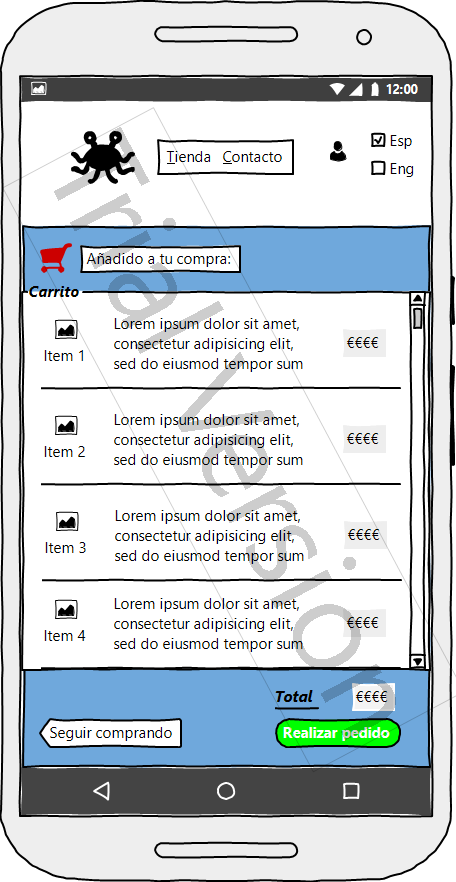 12:00
Tienda Contacto
Esp
Eng
Añadido a tu compra:
Carrito
Lorem ipsum dolor sit amet,
consectetur adipisicing elit,
sed do eiusmod tempor sum
Item 1
€€€€
Lorem ipsum dolor sit amet,
consectetur adipisicing elit,
sed do eiusmod tempor sum
Item 2
€€€€
Lorem ipsum dolor sit amet,
consectetur adipisicing elit,
sed do eiusmod tempor sum
Item 3
€€€€
Lorem ipsum dolor sit amet,
consectetur adipisicing elit,
sed do eiusmod tempor sum
Item 4
€€€€
Total €€€€
Seguir comprando
Realizar pedido
Trial Version